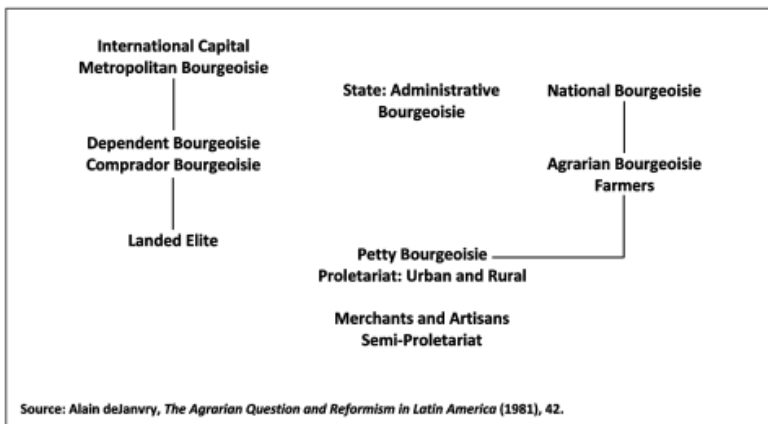 International Capital
Metropolitan Bourgeoisie
State: Administrative
Bourgeoisie
National Bourgeoisie
Dependent Bourgeoisie
Comprador Bourgeoisie
Agrarian Bourgeoisie
Farmers
Landed Elite
Petty Bourgeoisie
Proletariat: Urban and Rural
Merchants and Artisans
Semi-Proletariat
Source: Alain deJanvry, The Agrarian Question and Reformism in Latin America (1981), 42.